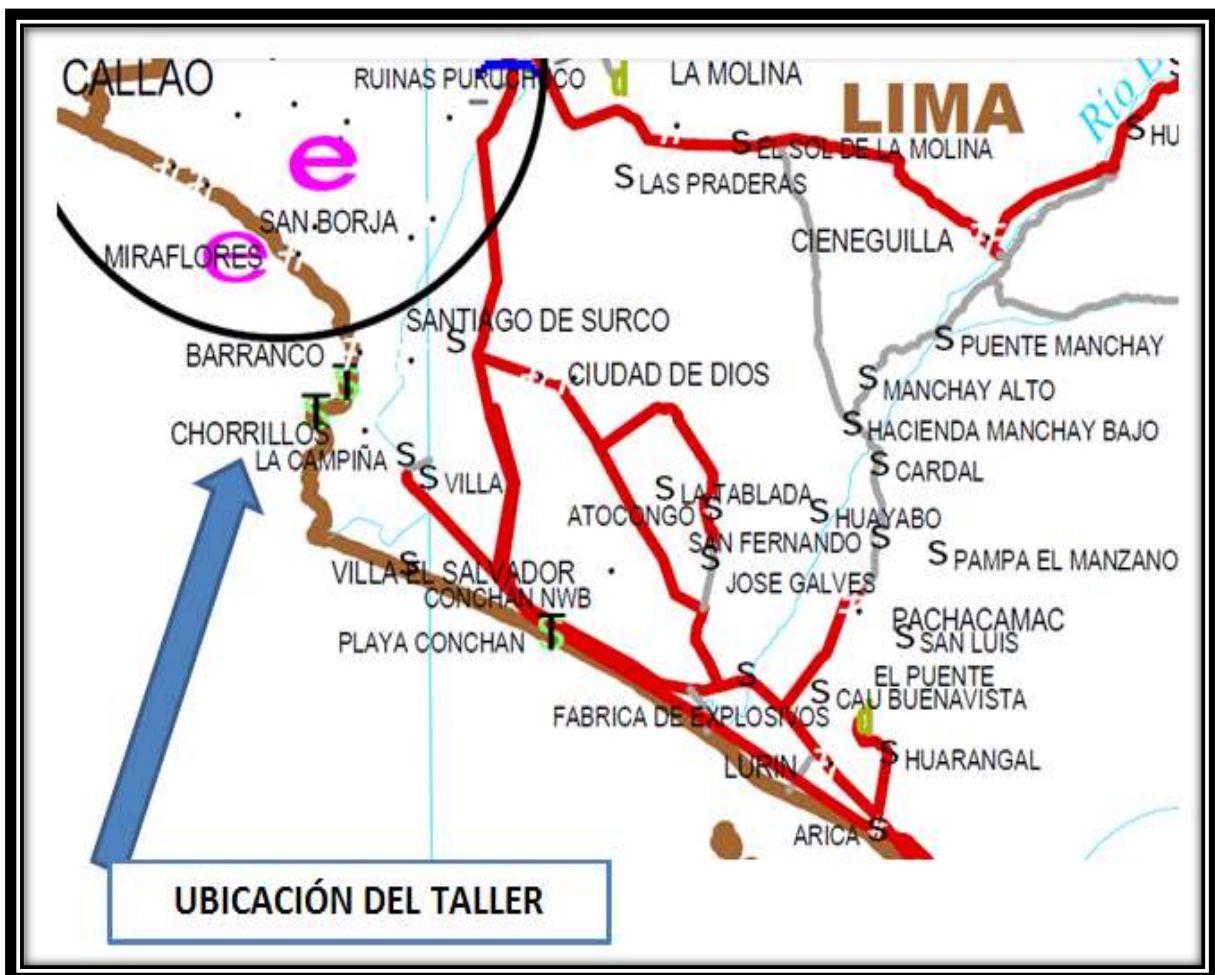 CALLAO
RUINAS PURUCHUCO
LA MOLINA
LIMA
EL SOL DE LA MOLINA
HU
LAS PRADERAS
SAN BORJA
CIENEGUILLA
MIRAFLORES
SANTIAGO DE SURCO
BARRANCO
PUENTE MANCHAY
CIUDAD DE DIOS
MANCHAY ALTO
CHORRILLOS
HACIENDA MANCHAY BAJO
LA CAMPIÑA
CARDAL
VILLA
LA TABLADA
ATOCONGO
HUAYABO
SAN FERNANDO
PAMPA EL MANZANO
VILLA EL SALVADOR
JOSE GALVES
CONCHAN NWB
PACHACAMAC
PLAYA CONCHAN
SAN LUIS
EL PUENTE
CAU BUENAVISTA
FABRICA DE EXPLOSIVOS
LURIN
HUARANGAL
ARICA
UBICACIÓN DEL TALLER